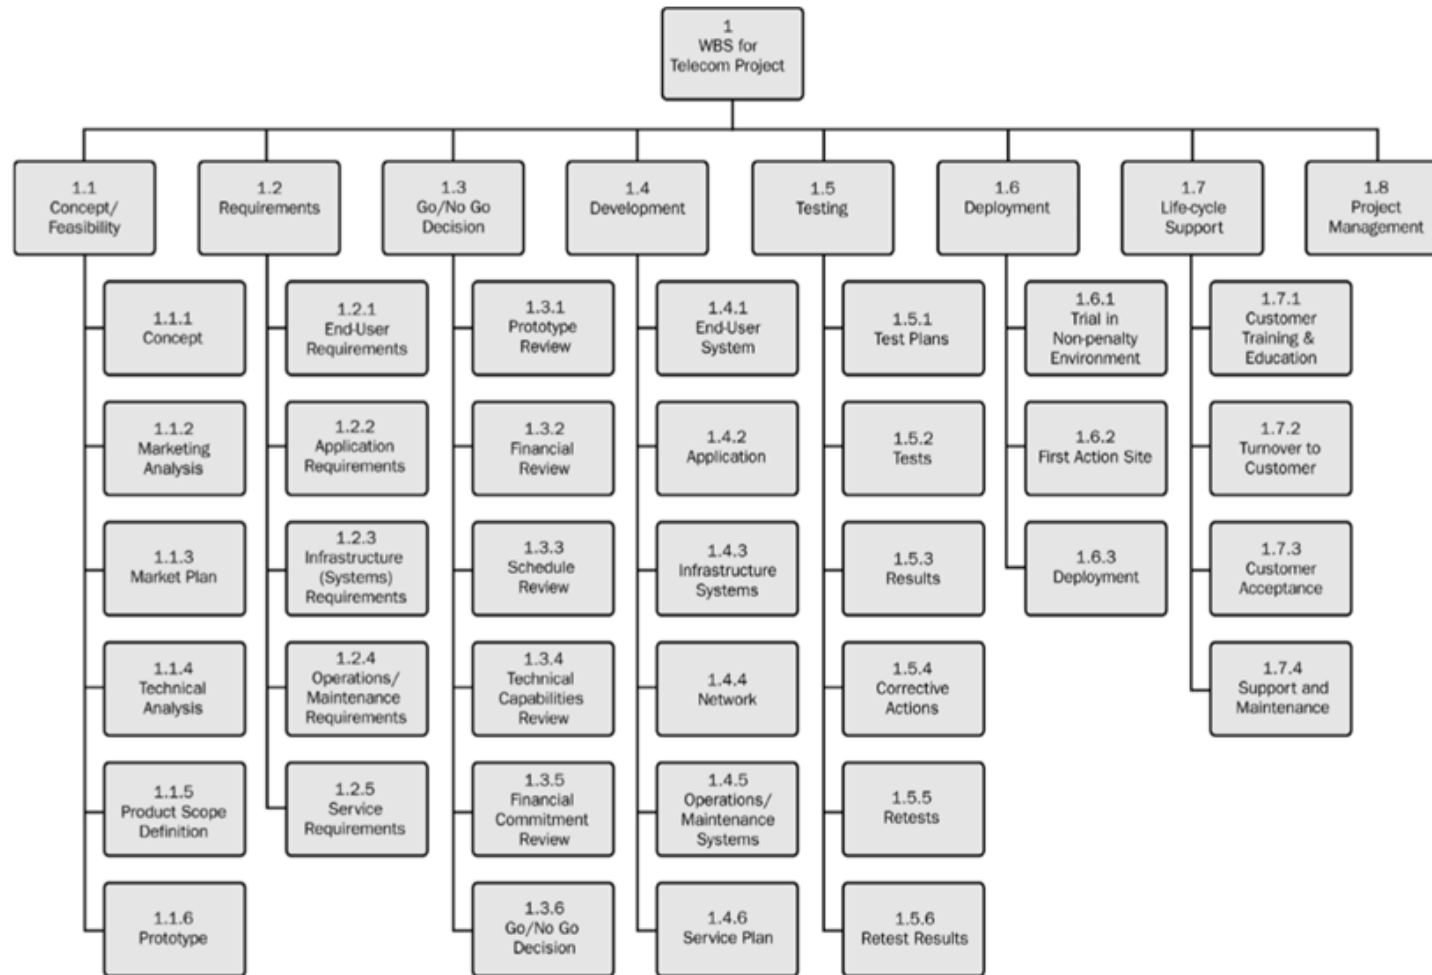 1
WBS for
Telecom Project
1.1
Concept/
Feasibility
1.2
Requirements
1.3
Go/No Go
Decision
1.4
Development
1.5
Testing
1.6
Deployment
1.7
Life-cycle
Support
1.8
Project
Management
1.1.1
Concept
1.1.2
Marketing
Analysis
1.1.3
Market Plan
1.1.4
Technical
Analysis
1.1.5
Product Scope
Definition
1.1.6
Prototype
1.2.1
End-User
Requirements
1.2.2
Application
Requirements
1.2.3
Infrastructure
(Systems)
Requirements
1.2.4
Operations/
Maintenance
Requirements
1.2.5
Service
Requirements
1.3.1
Prototype
Review
1.3.2
Financial
Review
1.3.3
Schedule
Review
1.3.4
Technical
Capabilities
Review
1.3.5
Financial
Commitment
Review
1.3.6
Go/No Go
Decision
1.4.1
End-User
System
1.4.2
Application
1.4.3
Infrastructure
Systems
1.4.4
Network
1.4.5
Operations/
Maintenance
Systems
1.4.6
Service Plan
1.5.1
Test Plans
1.5.2
Tests
1.5.3
Results
1.5.4
Corrective
Actions
1.5.5
Retests
1.5.6
Retest Results
1.6.1
Trial in
Non-penalty
Environment
1.6.2
First Action Site
1.6.3
Deployment
1.7.1
Customer
Training &
Education
1.7.2
Turnover to
Customer
1.7.3
Customer
Acceptance
1.7.4
Support and
Maintenance